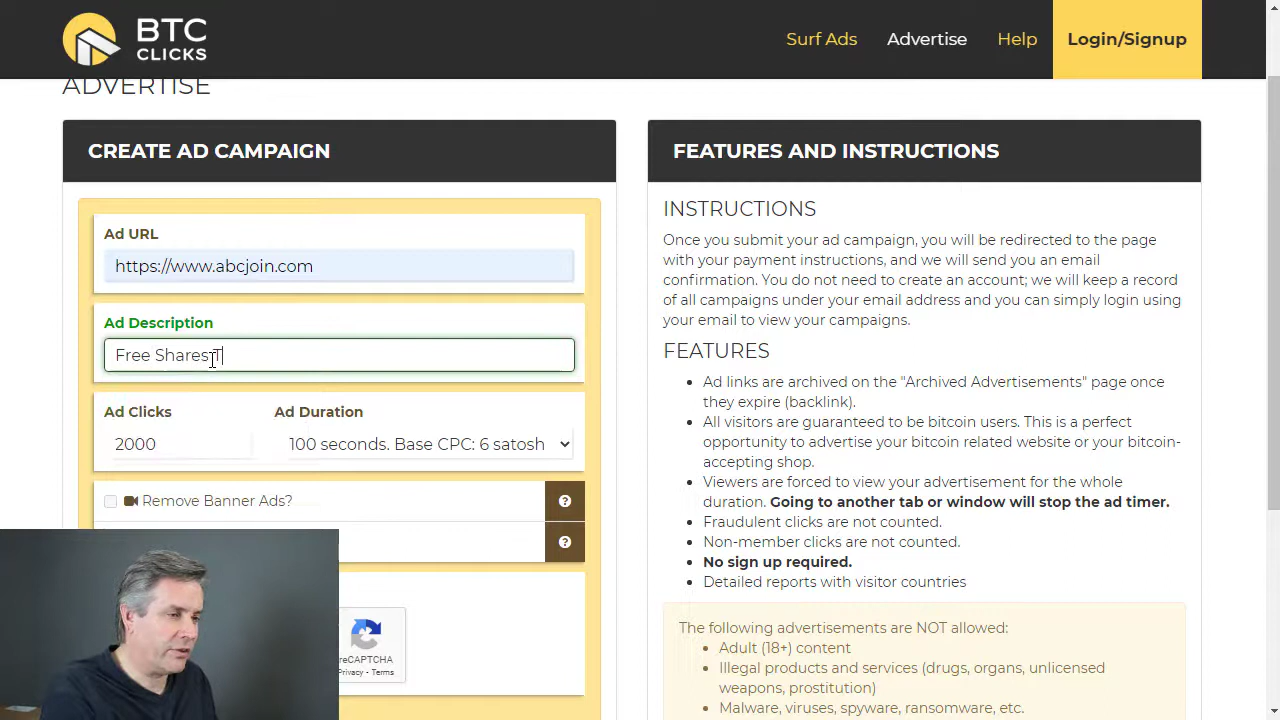 BTC
CLICKS
Surf Ads
Advertise
Help
Login/Signup
ADVERTISE
CREATE AD CAMPAIGN
Ad URL
https://www.abcjoin.com
Ad Description
Free Shares T
Ad Clicks
Ad Duration
2000
100 seconds. Base CPC: 6 satosh
Remove Banner Ads?
reCAPTCHA
Privacy - Terms
FEATURES AND INSTRUCTIONS
INSTRUCTIONS
Once you submit your ad campaign, you will be redirected to the page
with your payment instructions, and we will send you an email
confirmation. You do not need to create an account; we will keep a record
of all campaigns under your email address and you can simply login using
your email to view your campaigns.
FEATURES
Ad links are archived on the "Archived Advertisements" page once
they expire (backlink).
All visitors are guaranteed to be bitcoin users. This is a perfect
opportunity to advertise your bitcoin related website or your bitcoin-
accepting shop.
Viewers are forced to view your advertisement for the whole
duration. Going to another tab or window will stop the ad timer.
Fraudulent clicks are not counted.
Non-member clicks are not counted.
No sign up required.
Detailed reports with visitor countries
The following advertisements are NOT allowed:
Adult (18+) content
Illegal products and services (drugs, organs, unlicensed
weapons, prostitution)
Malware, viruses, spyware, ransomware, etc.